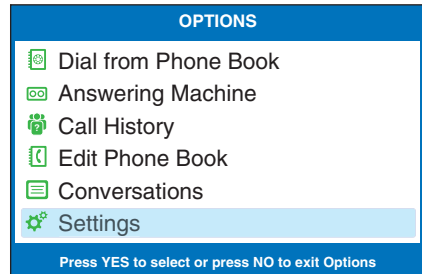 OPTIONS
Dial from Phone Book
Answering Machine
Call History
Edit Phone Book
Conversations
Settings
Press YES to select or press NO to exit Options